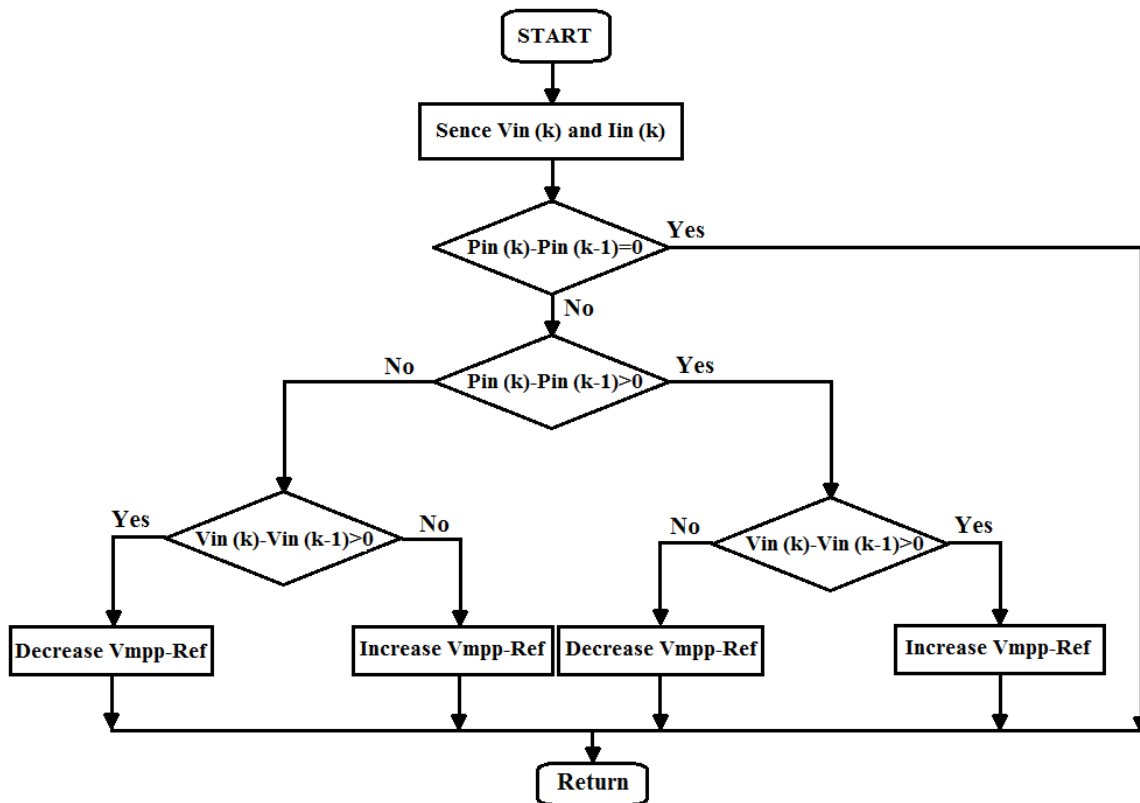 START
Sence Vin (k) and Iin (k)
Pin (k)-Pin (k-1)=0
Yes
No
Pin (k)-Pin (k-1)>0
No
Yes
Vin (k)-Vin (k-1)>0
Yes
No
Vin (k)-Vin (k-1)>0
No
Yes
Decrease Vmpp-Ref
Increase Vmpp-Ref
Decrease Vmpp-Ref
Increase Vmpp-Ref
Return